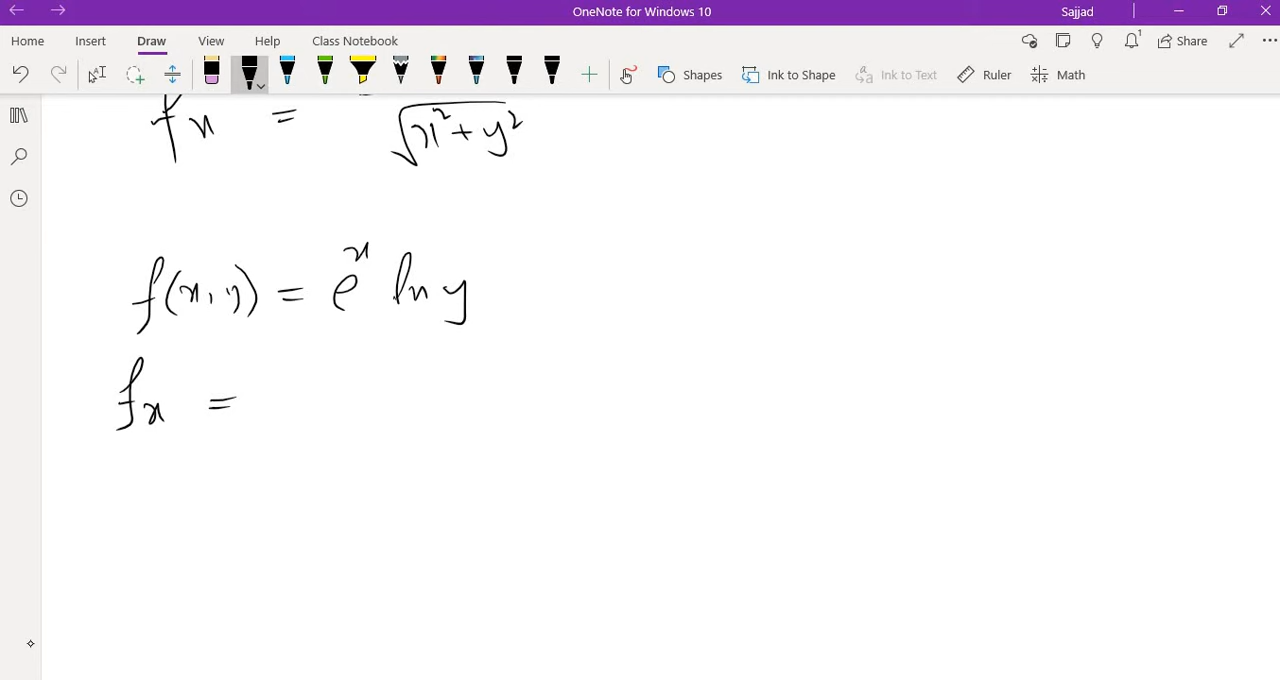 OneNote for Windows 10
Sajjad
Home Insert Draw View Help Class Notebook
1
Share
Shapes Ink to Shape Ink to Text Ruler Math
fx = √x²+y²
f(x,y) = e^x ln y
fx =